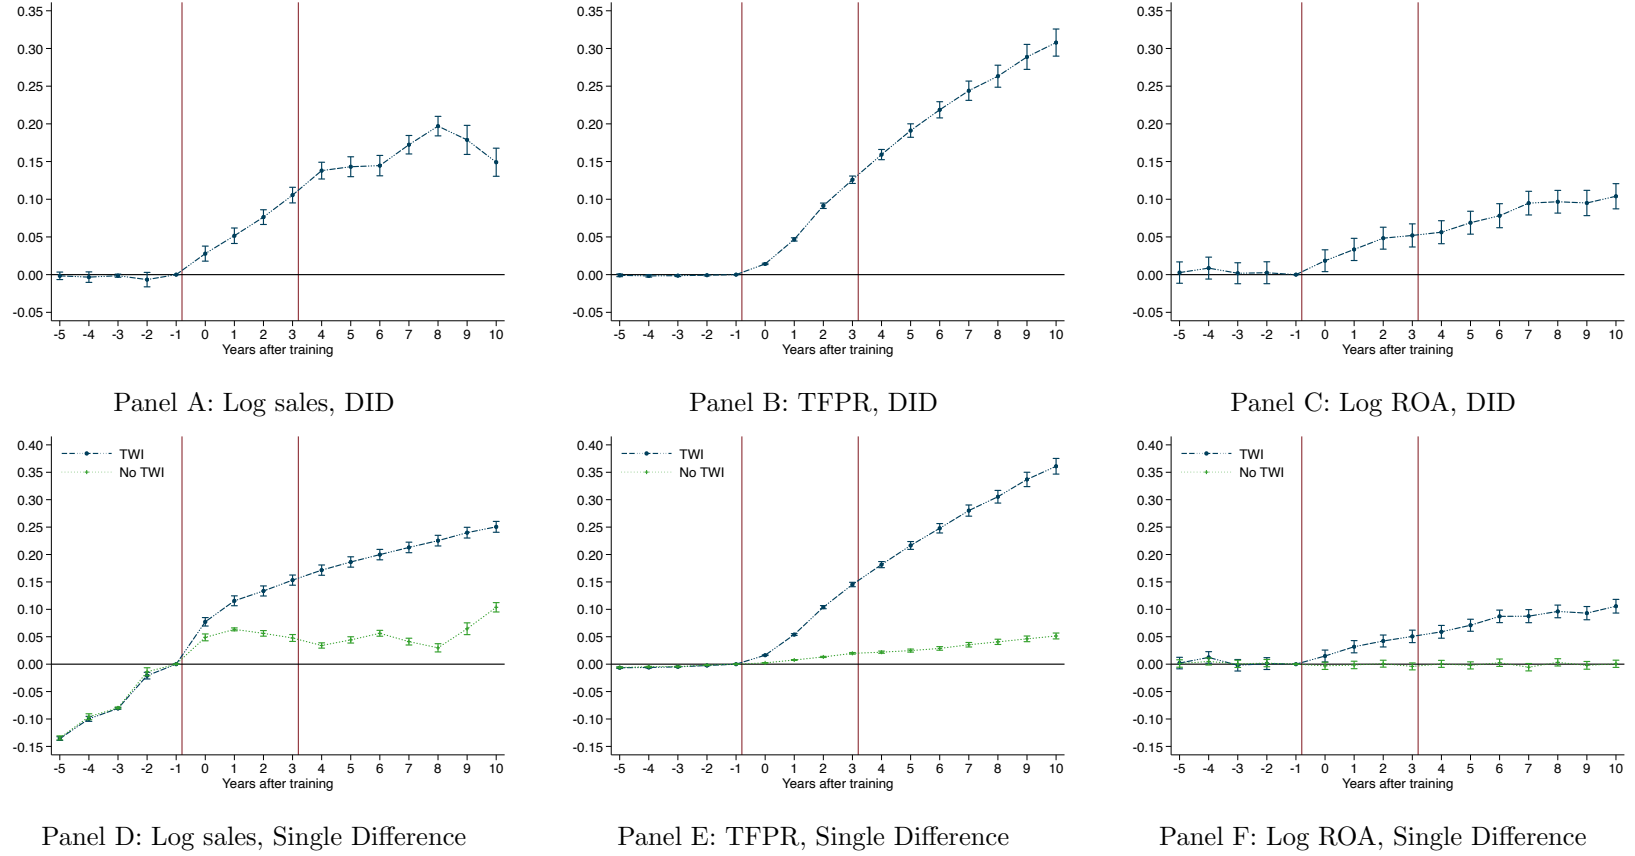 0.35 0.35 0.35
0.30 0.30 0.30
0.25 0.25 0.25
0.20 0.20 0.20
0.15 0.15 0.15
0.10 0.10 0.10
0.05 0.05 0.05
0.00 0.00 0.00
-0.05 -0.05 -0.05
-5 -4 -3 -2 -1 0 1 2 3 4 5 6 7 8 9 10 -5 -4 -3 -2 -1 0 1 2 3 4 5 6 7 8 9 10 -5 -4 -3 -2 -1 0 1 2 3 4 5 6 7 8 9 10
Years after training Years after training Years after training
Panel A: Log sales, DID Panel B: TFPR, DID Panel C: Log ROA, DID
0.40 0.40 0.40
TWI TWI TWI
0.35 No TWI 0.35 No TWI 0.35 No TWI
0.30 0.30 0.30
0.25 0.25 0.25
0.20 0.20 0.20
0.15 0.15 0.15
0.10 0.10 0.10
0.05 0.05 0.05
0.00 0.00 0.00
-0.05 -0.05 -0.05
-0.10 -0.10 -0.10
-0.15 -0.15 -0.15
-5 -4 -3 -2 -1 0 1 2 3 4 5 6 7 8 9 10 -5 -4 -3 -2 -1 0 1 2 3 4 5 6 7 8 9 10 -5 -4 -3 -2 -1 0 1 2 3 4 5 6 7 8 9 10
Years after training Years after training Years after training
Panel D: Log sales, Single Difference Panel E: TFPR, Single Difference Panel F: Log ROA, Single Difference